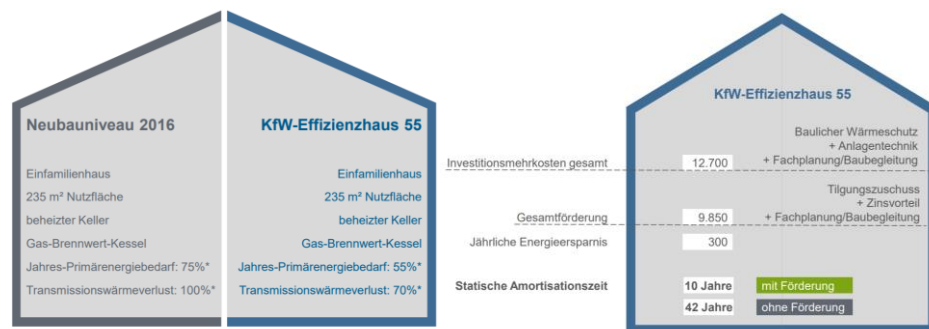 Neubauniveau 2016
Einfamilienhaus
235 m² Nutzfläche
beheizter Keller
Gas-Brennwert-Kessel
Jahres-Primärenergiebedarf: 75%*
Transmissionswärmeverlust: 100%*
KfW-Effizienzhaus 55
Einfamilienhaus
235 m² Nutzfläche
beheizter Keller
Gas-Brennwert-Kessel
Jahres-Primärenergiebedarf: 55%*
Transmissionswärmeverlust: 70%*
KfW-Effizienzhaus 55
Baulicher Wärmeschutz
+ Anlagentechnik
Investitionsmehrkosten gesamt 12.700 + Fachplanung/Baubegleitung
Tilgungszuschuss
+ Zinsvorteil
Gesamtförderung 9.850 + Fachplanung/Baubegleitung
Jährliche Energieersparnis 300
Statische Amortisationszeit 10 Jahre mit Förderung
42 Jahre ohne Förderung